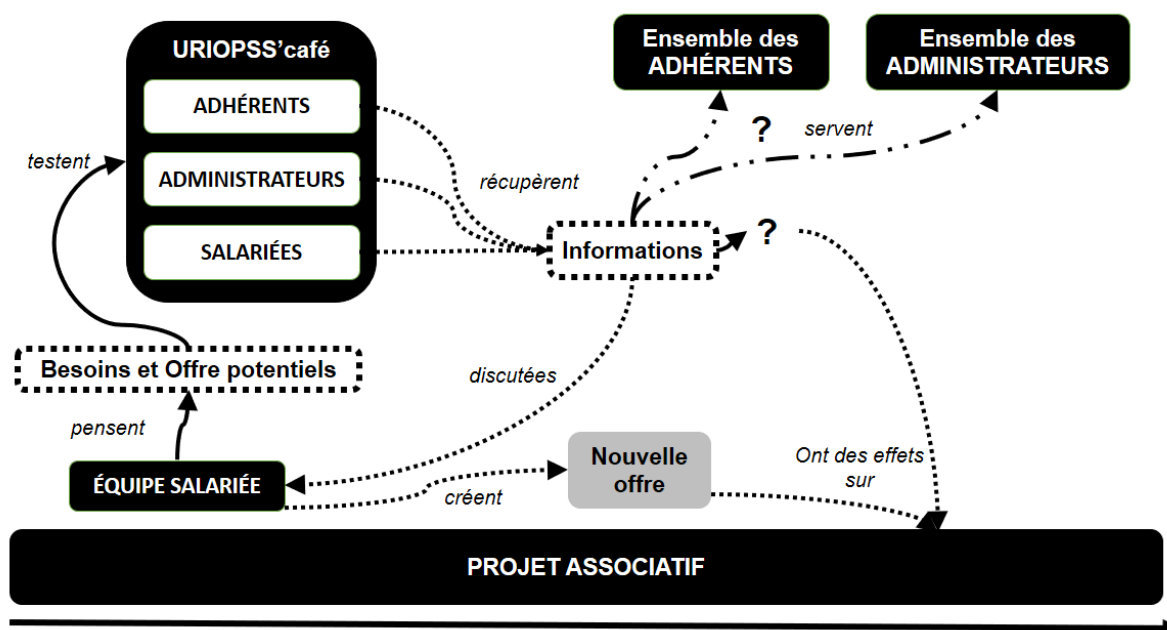 URIOPSS'café
ADHÉRENTS
ADMINISTRATEURS
SALARIÉES
testent
récupèrent
Ensemble des
ADHÉRENTS
Ensemble des
ADMINISTRATEURS
?
servent
Informations
?
Besoins et Offre potentiels
discutées
pensent
ÉQUIPE SALARIÉE
créent
Nouvelle
offre
Ont des effets
sur
PROJET ASSOCIATIF